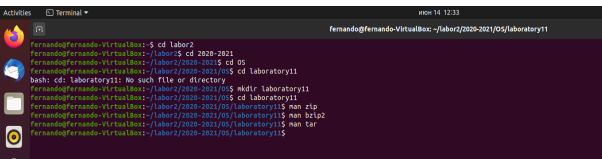 Activities Terminal июн 14 12:33
fernando@fernando-VirtualBox: ~/labor2/2020-2021/OS/laboratory11
fernando@fernando-VirtualBox:~$ cd labor2
fernando@fernando-VirtualBox:~/labor2$ cd 2020-2021
fernando@fernando-VirtualBox:~/labor2/2020-2021$ cd OS
fernando@fernando-VirtualBox:~/labor2/2020-2021/OS$ cd laboratory11
bash: cd: laboratory11: No such file or directory
fernando@fernando-VirtualBox:~/labor2/2020-2021/OS$ mkdir laboratory11
fernando@fernando-VirtualBox:~/labor2/2020-2021/OS$ cd laboratory11
fernando@fernando-VirtualBox:~/labor2/2020-2021/OS/laboratory11$ man zip
fernando@fernando-VirtualBox:~/labor2/2020-2021/OS/laboratory11$ man bzip2
fernando@fernando-VirtualBox:~/labor2/2020-2021/OS/laboratory11$ man tar
fernando@fernando-VirtualBox:~/labor2/2020-2021/OS/laboratory11$